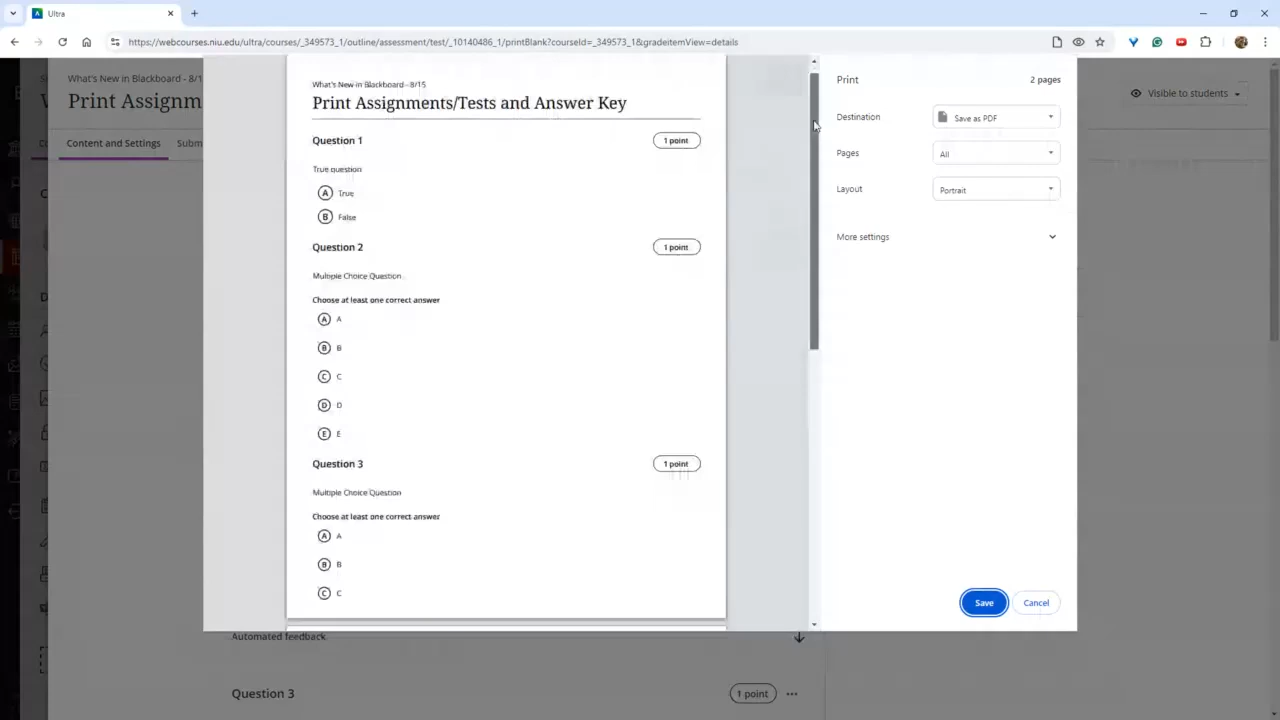 Ultra
https://webcourses.niu.edu/ultra/courses/_349573_1/outline/assessment/test/_10140486_1/printBlank?courseId=_349573_1&gradeitemView=details
What's New in Blackboard - 8/1
Print Assignm
Visible to students
Content and Settings
Subm
What's New in Blackboard - 8/15
Print Assignments/Tests and Answer Key
Question 1
1 point
True question
A True
B False
Question 2
1 point
Multiple Choice Question
Choose at least one correct answer
A A
B B
C C
D D
E E
Question 3
1 point
Multiple Choice Question
Choose at least one correct answer
A A
B B
C C
Print
2 pages
Destination
Save as PDF
Pages
All
Layout
Portrait
More settings
Save
Cancel
Automated feedback
Question 3
1 point